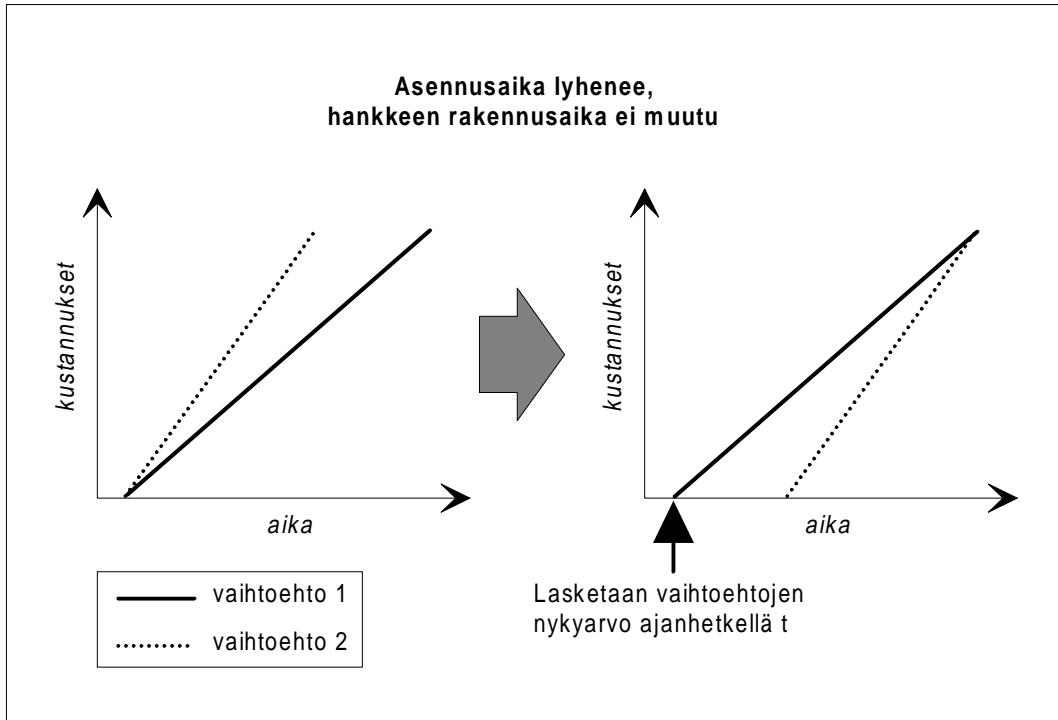 Asennusaika lyhenee,
hankkeen rakennusaika ei muutu
kustannukset
aika
kustannukset
aika
vaihtoehto 1
vaihtoehto 2
Lasketaan vaihtoehtojen
nykyarvo ajanhetkellä t